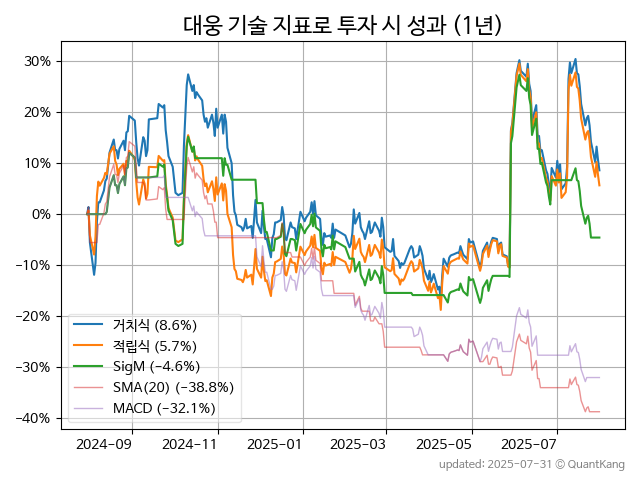 대웅 기술 지표로 투자 시 성과 (1년)
30%
20%
10%
0%
−10%
−20%
−30%
−40%
거치식 (8.6%)
적립식 (5.7%)
SigM (−4.6%)
SMA(20) (−38.8%)
MACD (−32.1%)
2024-09 2024-11 2025-01 2025-03 2025-05 2025-07
updated: 2025-07-31 © QuantKang